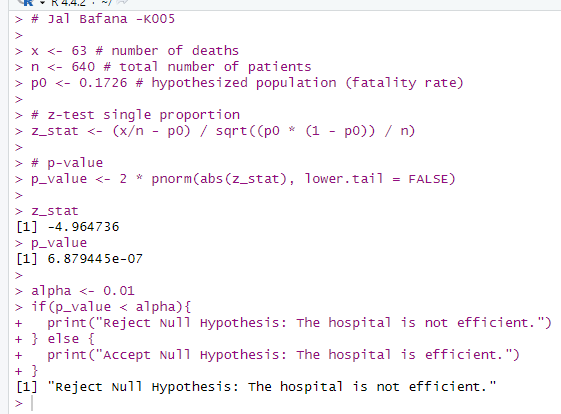 R 4.4.2 · ~/
> # Jal Bafana -K005
>
> x <- 63 # number of deaths
> n <- 640 # total number of patients
> p0 <- 0.1726 # hypothesized population (fatality rate)
>
> # z-test single proportion
> z_stat <- (x/n - p0) / sqrt((p0 * (1 - p0)) / n)
>
> # p-value
> p_value <- 2 * pnorm(abs(z_stat), lower.tail = FALSE)
>
> z_stat
[1] -4.964736
> p_value
[1] 6.879445e-07
>
> alpha <- 0.01
> if(p_value < alpha){
+   print("Reject Null Hypothesis: The hospital is not efficient.")
+ } else {
+   print("Accept Null Hypothesis: The hospital is efficient.")
+ }
[1] "Reject Null Hypothesis: The hospital is not efficient."
>